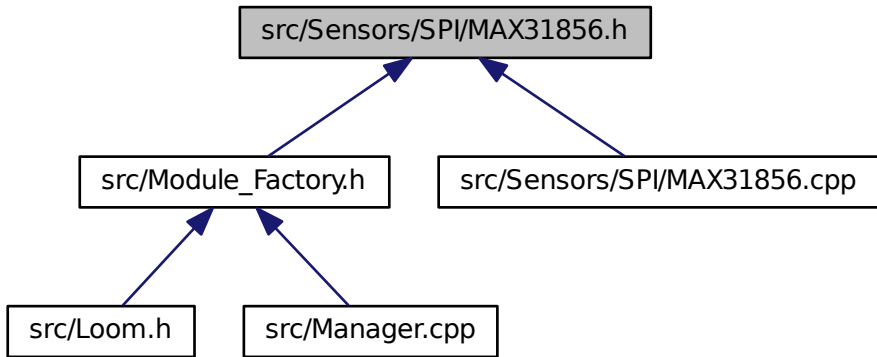 src/Sensors/SPI/MAX31856.h
src/Module_Factory.h
src/Sensors/SPI/MAX31856.cpp
src/Loom.h
src/Manager.cpp